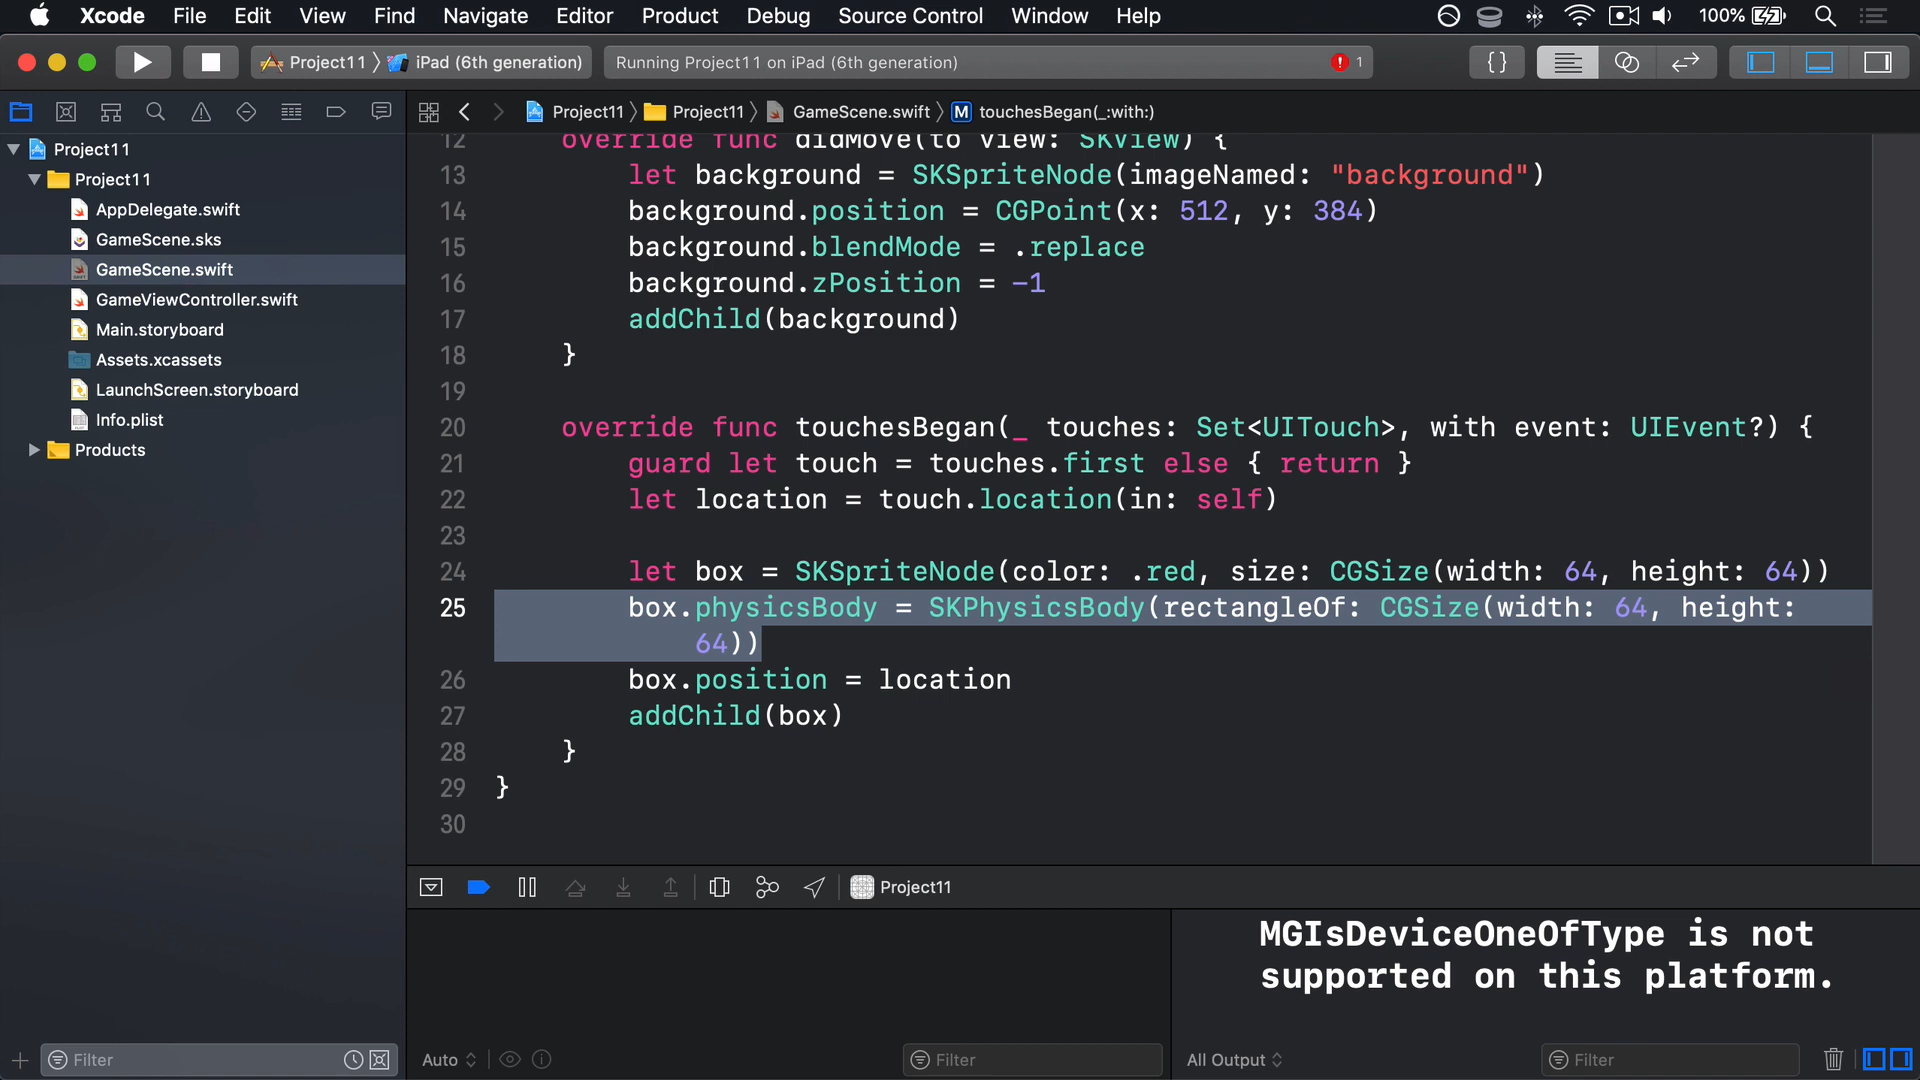 Xcode File Edit View Find Navigate Editor Product Debug Source Control Window Help 100%
Project11 iPad (6th generation) Running Project11 on iPad (6th generation) 1
Project11 Project11 GameScene.swift M touchesBegan(_:with:)
Project11
Project11
AppDelegate.swift
GameScene.sks
GameScene.swift
GameViewController.swift
Main.storyboard
Assets.xcassets
LaunchScreen.storyboard
Info.plist
Products
12 override func didMove(to view: SKView) {
13 let background = SKSpriteNode(imageNamed: "background")
14 background.position = CGPoint(x: 512, y: 384)
15 background.blendMode = .replace
16 background.zPosition = -1
17 addChild(background)
18 }
19
20 override func touchesBegan(_ touches: Set<UITouch>, with event: UIEvent?) {
21 guard let touch = touches.first else { return }
22 let location = touch.location(in: self)
23
24 let box = SKSpriteNode(color: .red, size: CGSize(width: 64, height: 64))
25 box.physicsBody = SKPhysicsBody(rectangleOf: CGSize(width: 64, height:
64))
26 box.position = location
27 addChild(box)
28 }
29 }
30
Project11
MGIsDeviceOneOfType is not
supported on this platform.
Filter Auto Filter All Output Filter